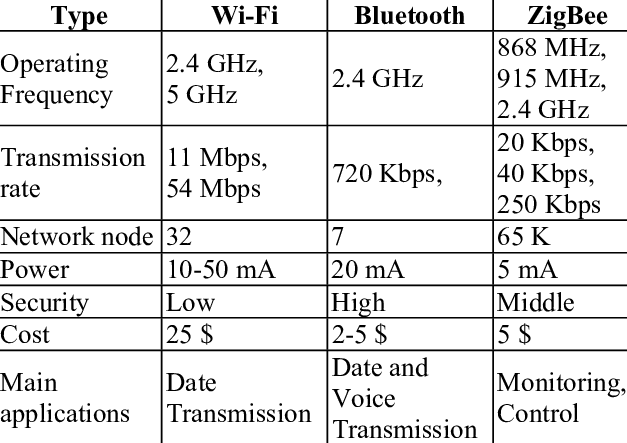 Type Wi-Fi Bluetooth ZigBee
Operating Frequency 2.4 GHz, 5 GHz 2.4 GHz 868 MHz, 915 MHz, 2.4 GHz
Transmission rate 11 Mbps, 54 Mbps 720 Kbps, 20 Kbps, 40 Kbps, 250 Kbps
Network node 32 7 65 K
Power 10-50 mA 20 mA 5 mA
Security Low High Middle
Cost 25 $ 2-5 $ 5 $
Main applications Date Transmission Date and Voice Transmission Monitoring, Control